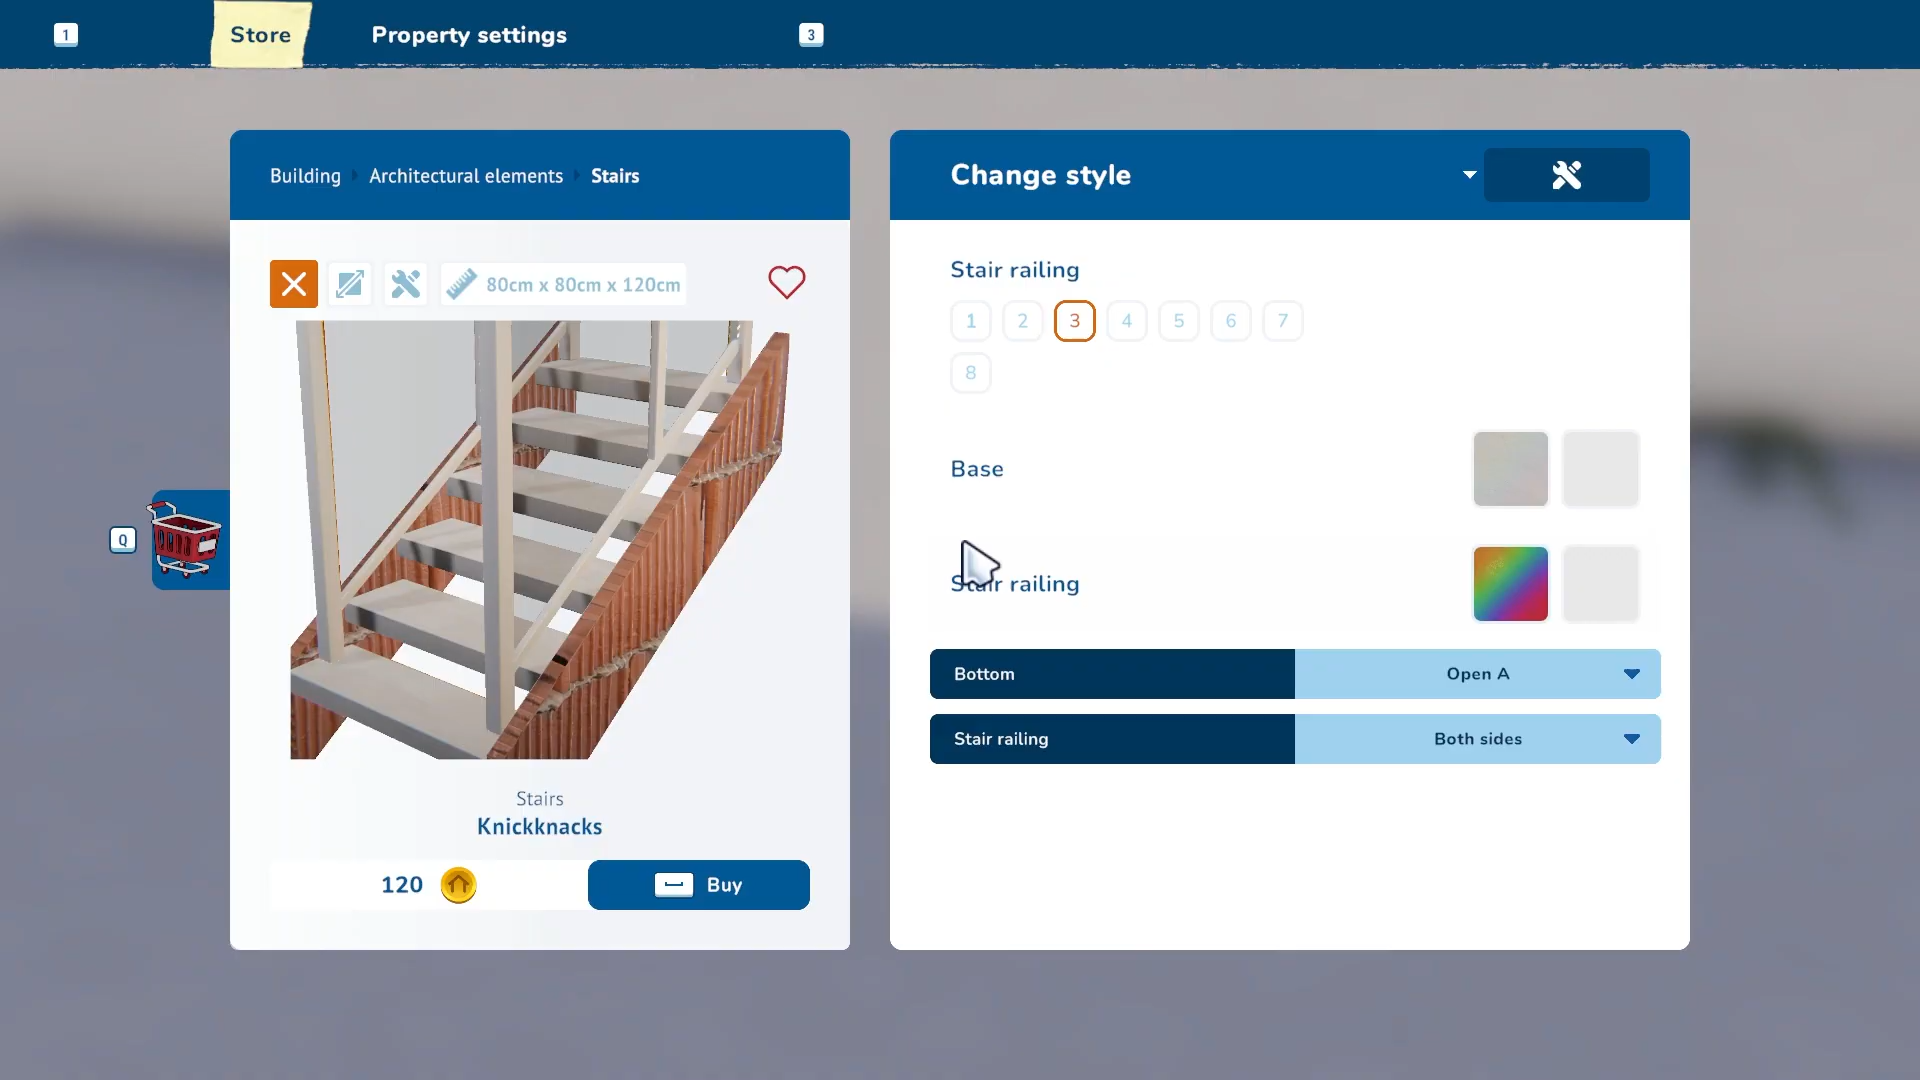 1
Store
Property settings
3
Building
Architectural elements
Stairs
Change style
80cm x 80cm x 120cm
Stair railing
1 2 3 4 5 6 7
8
Base
Q
Stair railing
Bottom
Open A
Stair railing
Both sides
Stairs
Knickknacks
120
Buy